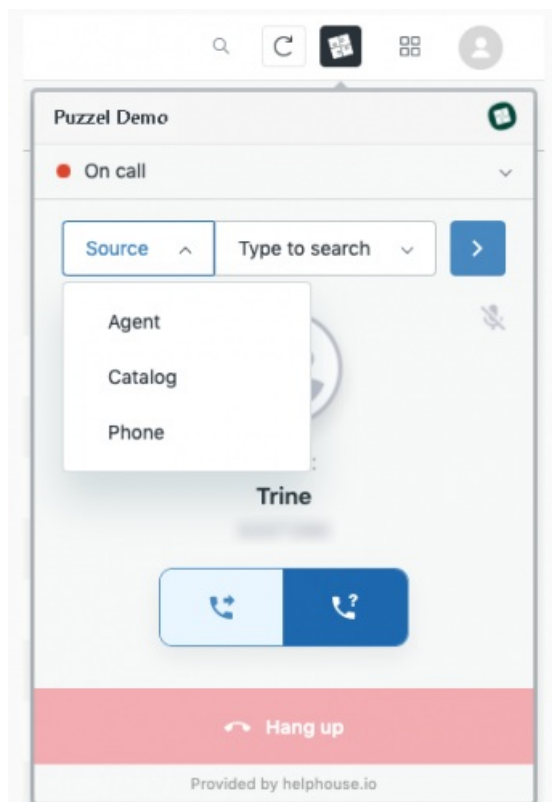 Puzzel Demo
On call
Source Type to search
Agent
Catalog
Phone
:
Trine
Hang up
Provided by helphouse.io